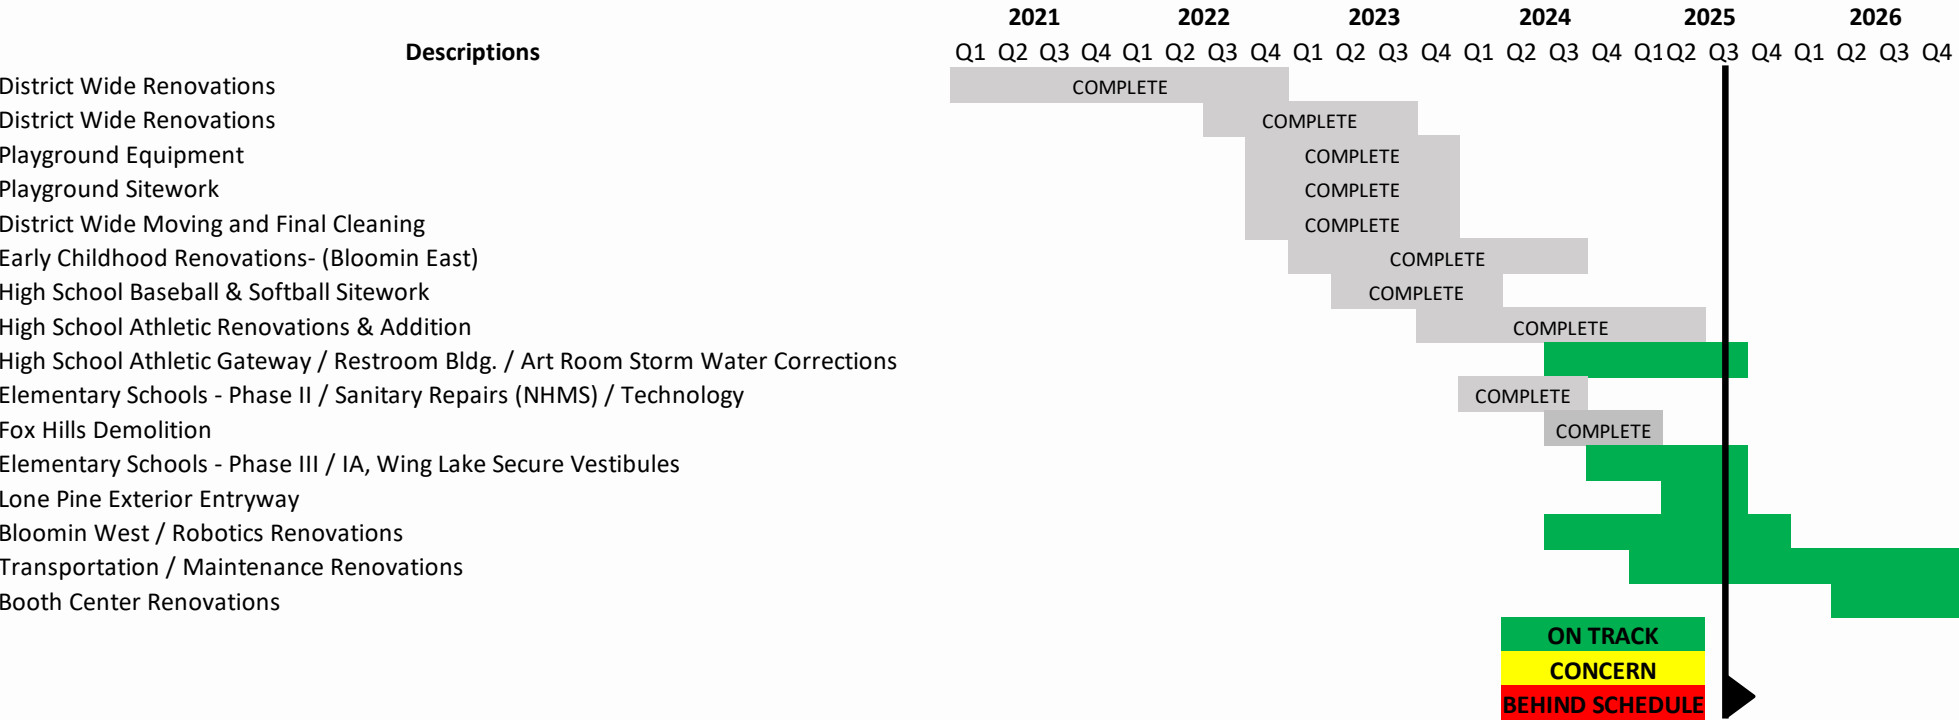 2021 2022 2023 2024 2025 2026
Descriptions Q1 Q2 Q3 Q4 Q1 Q2 Q3 Q4 Q1 Q2 Q3 Q4 Q1 Q2 Q3 Q4 Q1 Q2 Q3 Q4 Q1 Q2 Q3 Q4
District Wide Renovations COMPLETE
District Wide Renovations COMPLETE
Playground Equipment COMPLETE
Playground Sitework COMPLETE
District Wide Moving and Final Cleaning COMPLETE
Early Childhood Renovations- (Bloomin East) COMPLETE
High School Baseball & Softball Sitework COMPLETE
High School Athletic Renovations & Addition COMPLETE
High School Athletic Gateway / Restroom Bldg. / Art Room Storm Water Corrections
Elementary Schools - Phase II / Sanitary Repairs (NHMS) / Technology COMPLETE
Fox Hills Demolition COMPLETE
Elementary Schools - Phase III / IA, Wing Lake Secure Vestibules
Lone Pine Exterior Entryway
Bloomin West / Robotics Renovations
Transportation / Maintenance Renovations
Booth Center Renovations
ON TRACK
CONCERN
BEHIND SCHEDULE